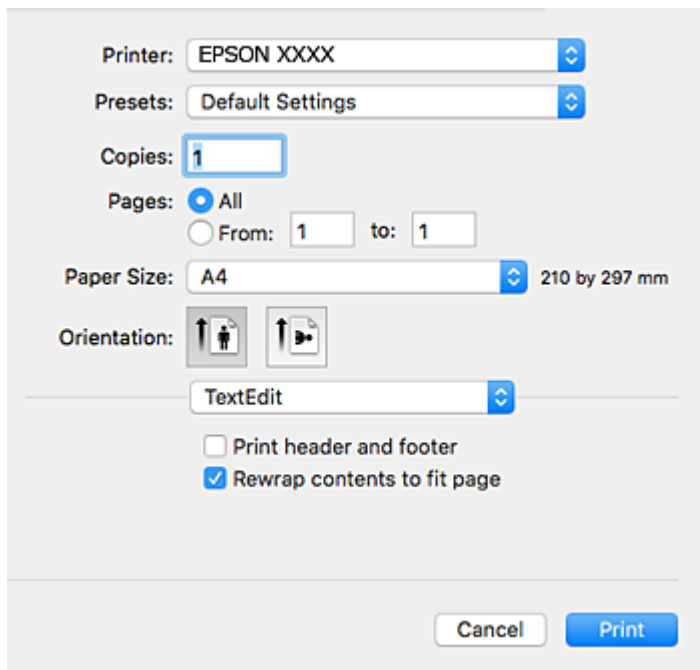 Printer: EPSON XXXX
Presets: Default Settings
Copies: 1
Pages: All
From: 1 to: 1
Paper Size: A4 210 by 297 mm
Orientation:
TextEdit
Print header and footer
Rewrap contents to fit page
Cancel Print